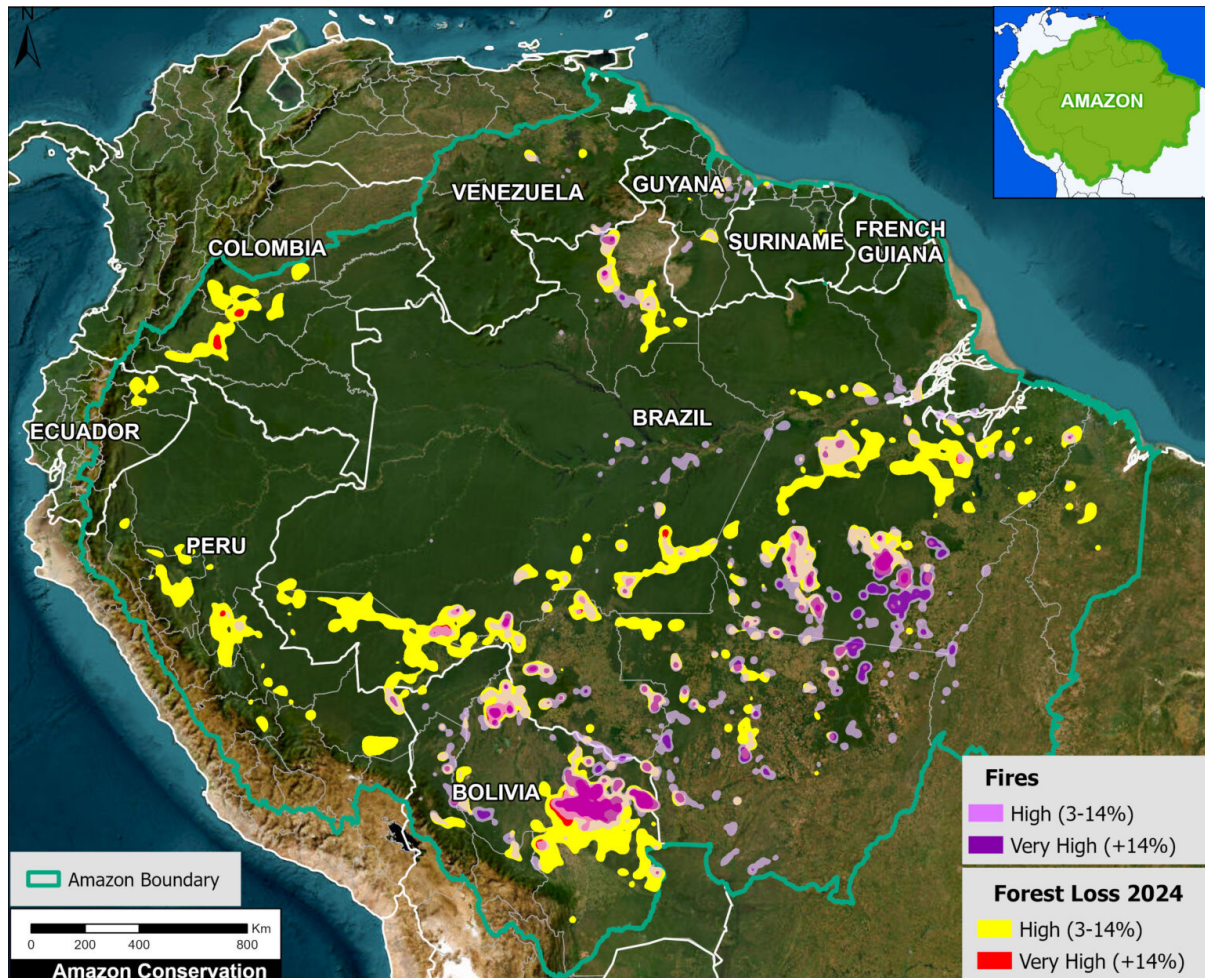 N
AMAZON
VENEZUELA
GUYANA
SURINAME
FRENCH
GUIANA
COLOMBIA
ECUADOR
BRAZIL
PERU
BOLIVIA
Amazon Boundary
0 200 400 800 Km
Amazon Conservation
Fires
High (3-14%)
Very High (+14%)
Forest Loss 2024
High (3-14%)
Very High (+14%)